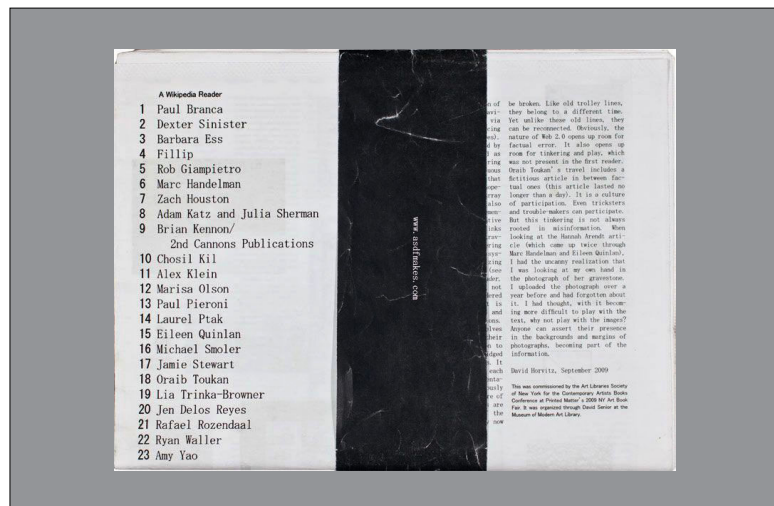 A Wikipedia Reader
1 Paul Branca
2 Dexter Sinister
3 Barbara Ess
4 Fillip
5 Rob Giampietro
6 Marc Handelman
7 Zach Houston
8 Adam Katz and Julia Sherman
9 Brian Kennon/
2nd Cannons Publications
10 Chosil Kil
11 Alex Klein
12 Marisa Olson
13 Paul Pieroni
14 Laurel Ptak
15 Eileen Quinlan
16 Michael Smoler
17 Jamie Stewart
18 Oraib Toukan
19 Lia Trinka-Browner
20 Jen Delos Reyes
21 Rafael Rozendaal
22 Ryan Waller
23 Amy Yao
www.asdfmakes.com
be broken. Like old trolley lines,
they belong to a different time.
Yet unlike these old lines, they
can be reconnected. Obviously, the
nature of Web 2.0 opens up room for
factual error. It also opens up
room for tinkering and play, which
was not present in the first reader.
Oraib Toukan's travel includes a
fictitious article in between fac-
tual ones (this article lasted no
longer than a day). It is a culture
of participation. Even tricksters
and trouble-makers can participate.
But this tinkering is not always
rooted in misinformation. When
looking at the Hannah Arendt arti-
cle (which came up twice through
Marc Handelman and Eileen Quinlan),
I had the uncanny realization that
I was looking at my own hand in
the photograph of her gravestone.
I uploaded the photograph over a
year before and had forgotten about
it. I had thought, with it becom-
ing more difficult to play with the
text, why not play with the images?
Anyone can assert their presence
in the backgrounds and margins of
photographs, becoming part of the
information.
David Horvitz, September 2009
This was commissioned by the Art Libraries Society
of New York for the Contemporary Artists Books
Conference at Printed Matter's 2009 NY Art Book
Fair. It was organized through David Senior at the
Museum of Modern Art Library.